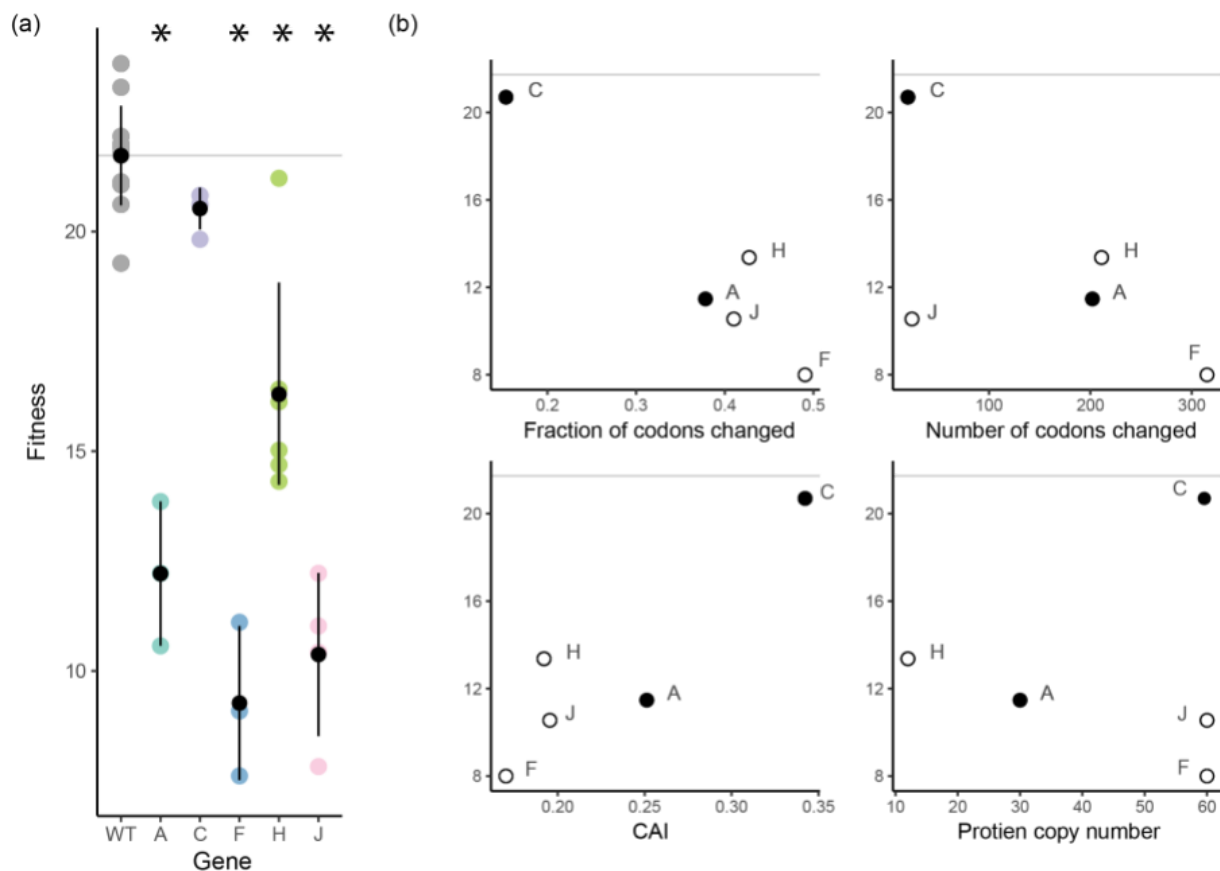 (a)
* * * *
20
15
10
Fitness
WT A C F H J
Gene
(b)
20
16
12
8
C
H
A
J
F
0.2 0.3 0.4 0.5
Fraction of codons changed
20
16
12
8
C
H
A
J
F
100 200 300
Number of codons changed
20
16
12
8
C
H
A
J
F
0.20 0.25 0.30 0.35
CAI
20
16
12
8
C
H
A
J
F
10 20 30 40 50 60
Protien copy number